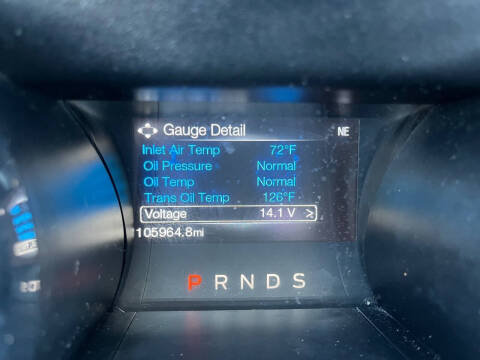 Gauge Detail NE
Inlet Air Temp 72°F
Oil Pressure Normal
Oil Temp Normal
Trans Oil Temp 126°F
Voltage 14.1 V >
105964.8mi
P R N D S